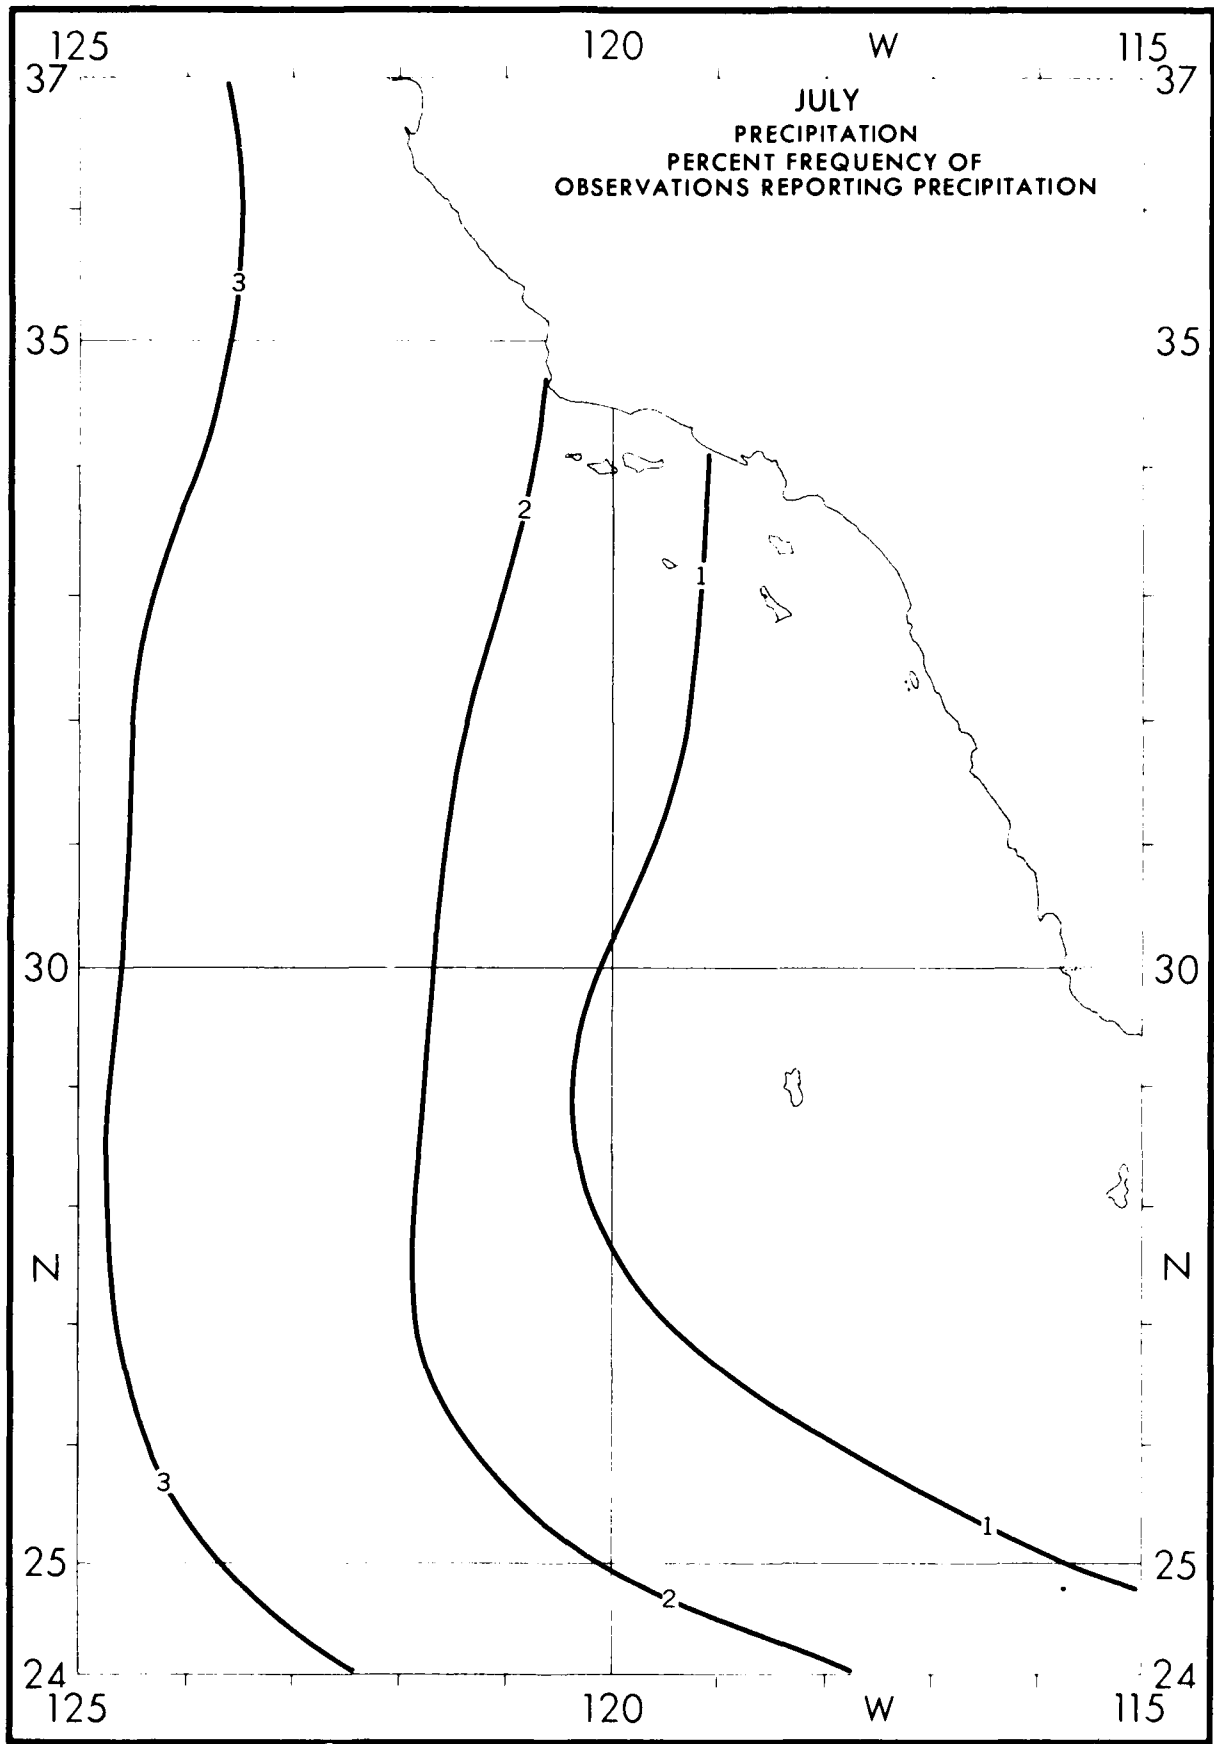 125 120 W 115
37 37
JULY
PRECIPITATION
PERCENT FREQUENCY OF
OBSERVATIONS REPORTING PRECIPITATION
3
35 35
2
1
30 30
N N
3
1
25 25
2
24 24
125 120 W 115